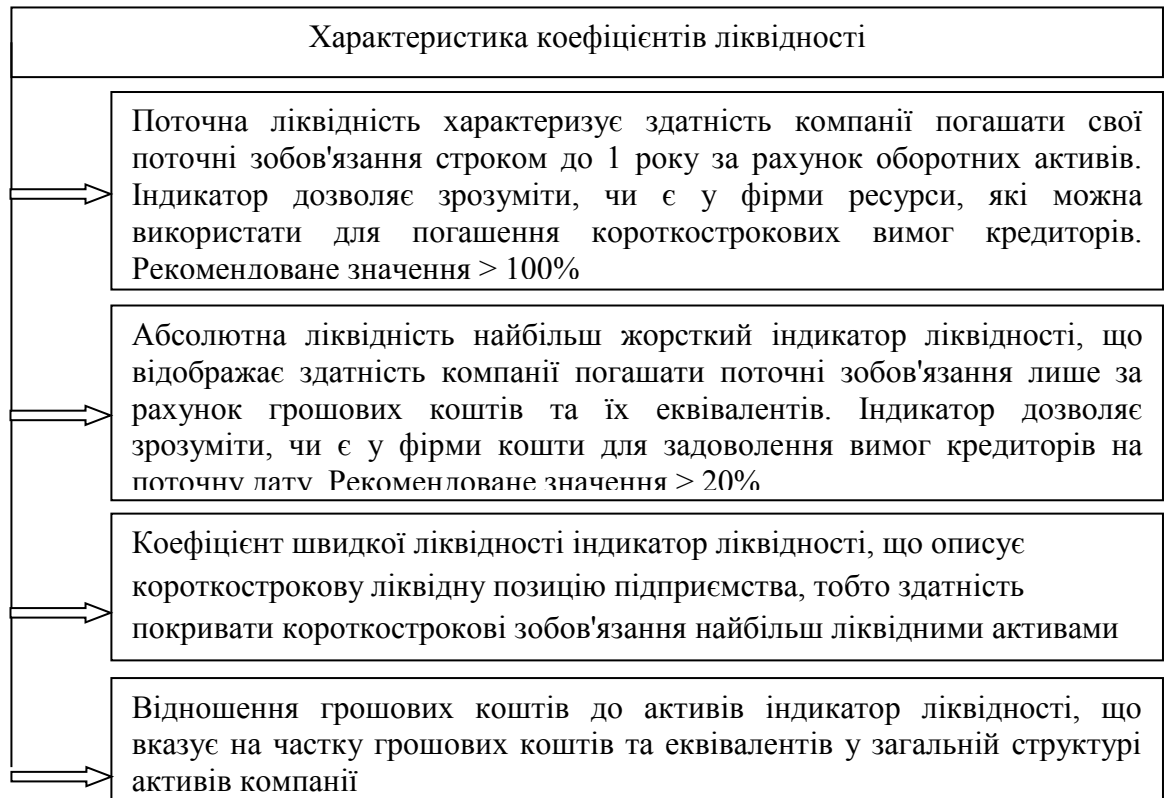 Характеристика коефіцієнтів ліквідності
Поточна ліквідність характеризує здатність компанії погашати свої
поточні зобов'язання строком до 1 року за рахунок оборотних активів.
Індикатор дозволяє зрозуміти, чи є у фірми ресурси, які можна
використати для погашення короткострокових вимог кредиторів.
Рекомендоване значення > 100%
Абсолютна ліквідність найбільш жорсткий індикатор ліквідності, що
відображає здатність компанії погашати поточні зобов'язання лише за
рахунок грошових коштів та їх еквівалентів. Індикатор дозволяє
зрозуміти, чи є у фірми кошти для задоволення вимог кредиторів на
поточну дату. Рекомендоване значення > 20%
Коефіцієнт швидкої ліквідності індикатор ліквідності, що описує
короткострокову ліквідну позицію підприємства, тобто здатність
покривати короткострокові зобов'язання найбільш ліквідними активами
Відношення грошових коштів до активів індикатор ліквідності, що
вказує на частку грошових коштів та еквівалентів у загальній структурі
активів компанії